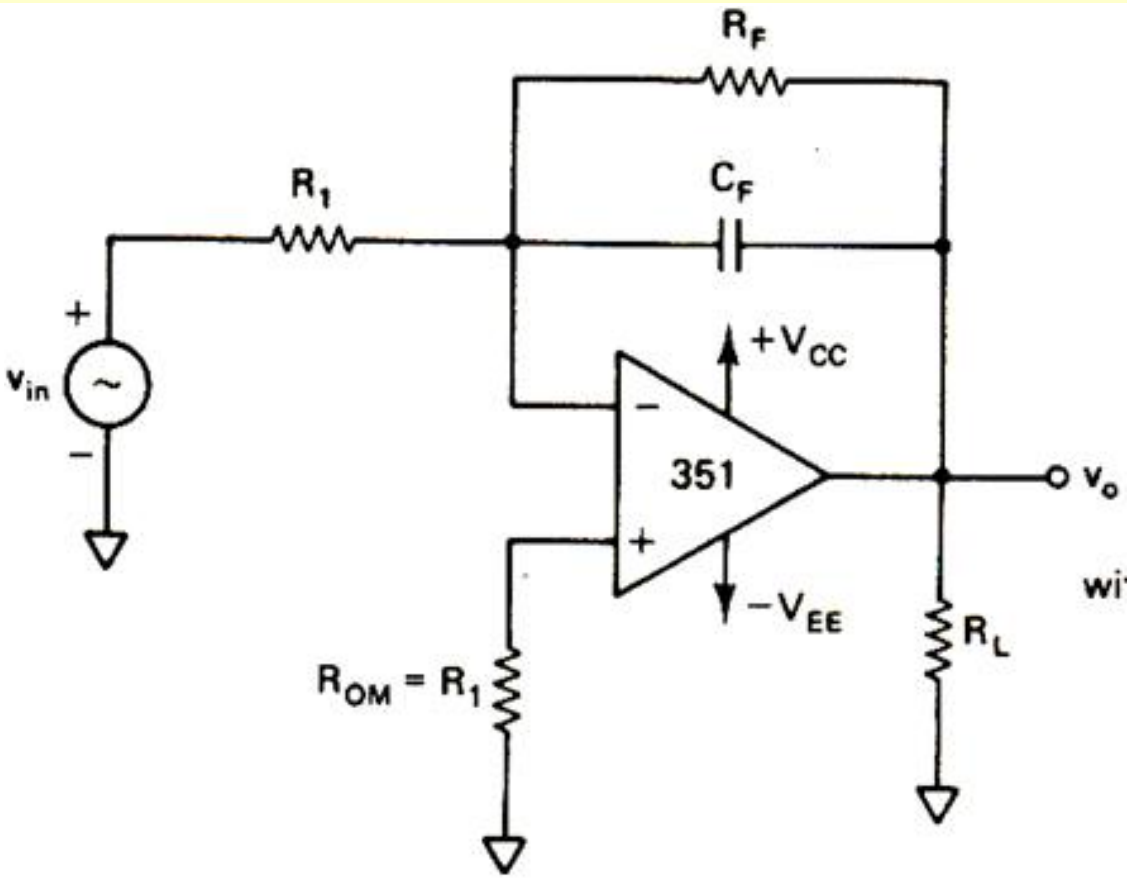 R_F
C_F
R_1
+
v_in
~
−
+V_CC
−
351
+
−V_EE
v_o
R_OM = R_1
R_L